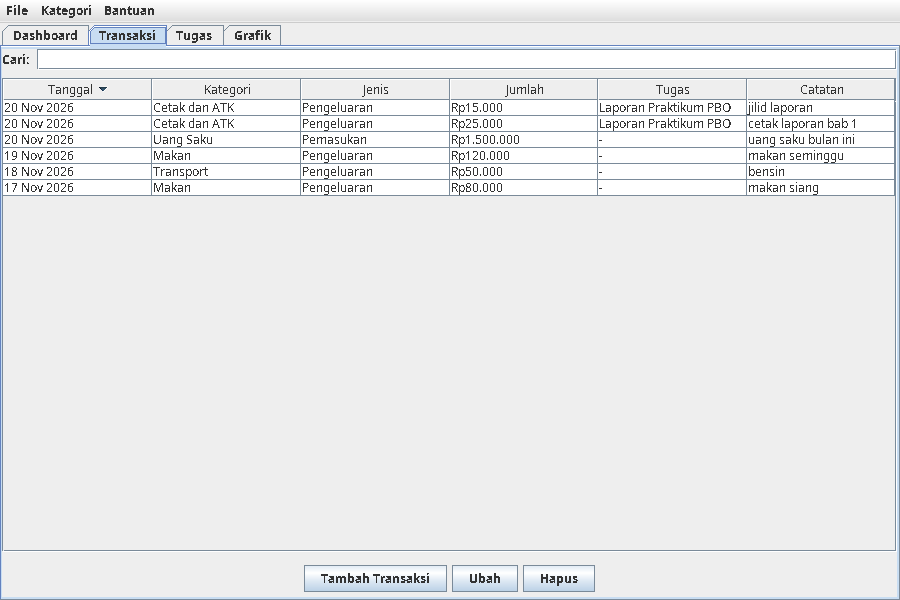 File Kategori Bantuan
Dashboard Transaksi Tugas Grafik
Cari:
Tanggal Kategori Jenis Jumlah Tugas Catatan
20 Nov 2026 Cetak dan ATK Pengeluaran Rp15.000 Laporan Praktikum PBO jilid laporan
20 Nov 2026 Cetak dan ATK Pengeluaran Rp25.000 Laporan Praktikum PBO cetak laporan bab 1
20 Nov 2026 Uang Saku Pemasukan Rp1.500.000 - uang saku bulan ini
19 Nov 2026 Makan Pengeluaran Rp120.000 - makan seminggu
18 Nov 2026 Transport Pengeluaran Rp50.000 - bensin
17 Nov 2026 Makan Pengeluaran Rp80.000 - makan siang
Tambah Transaksi Ubah Hapus